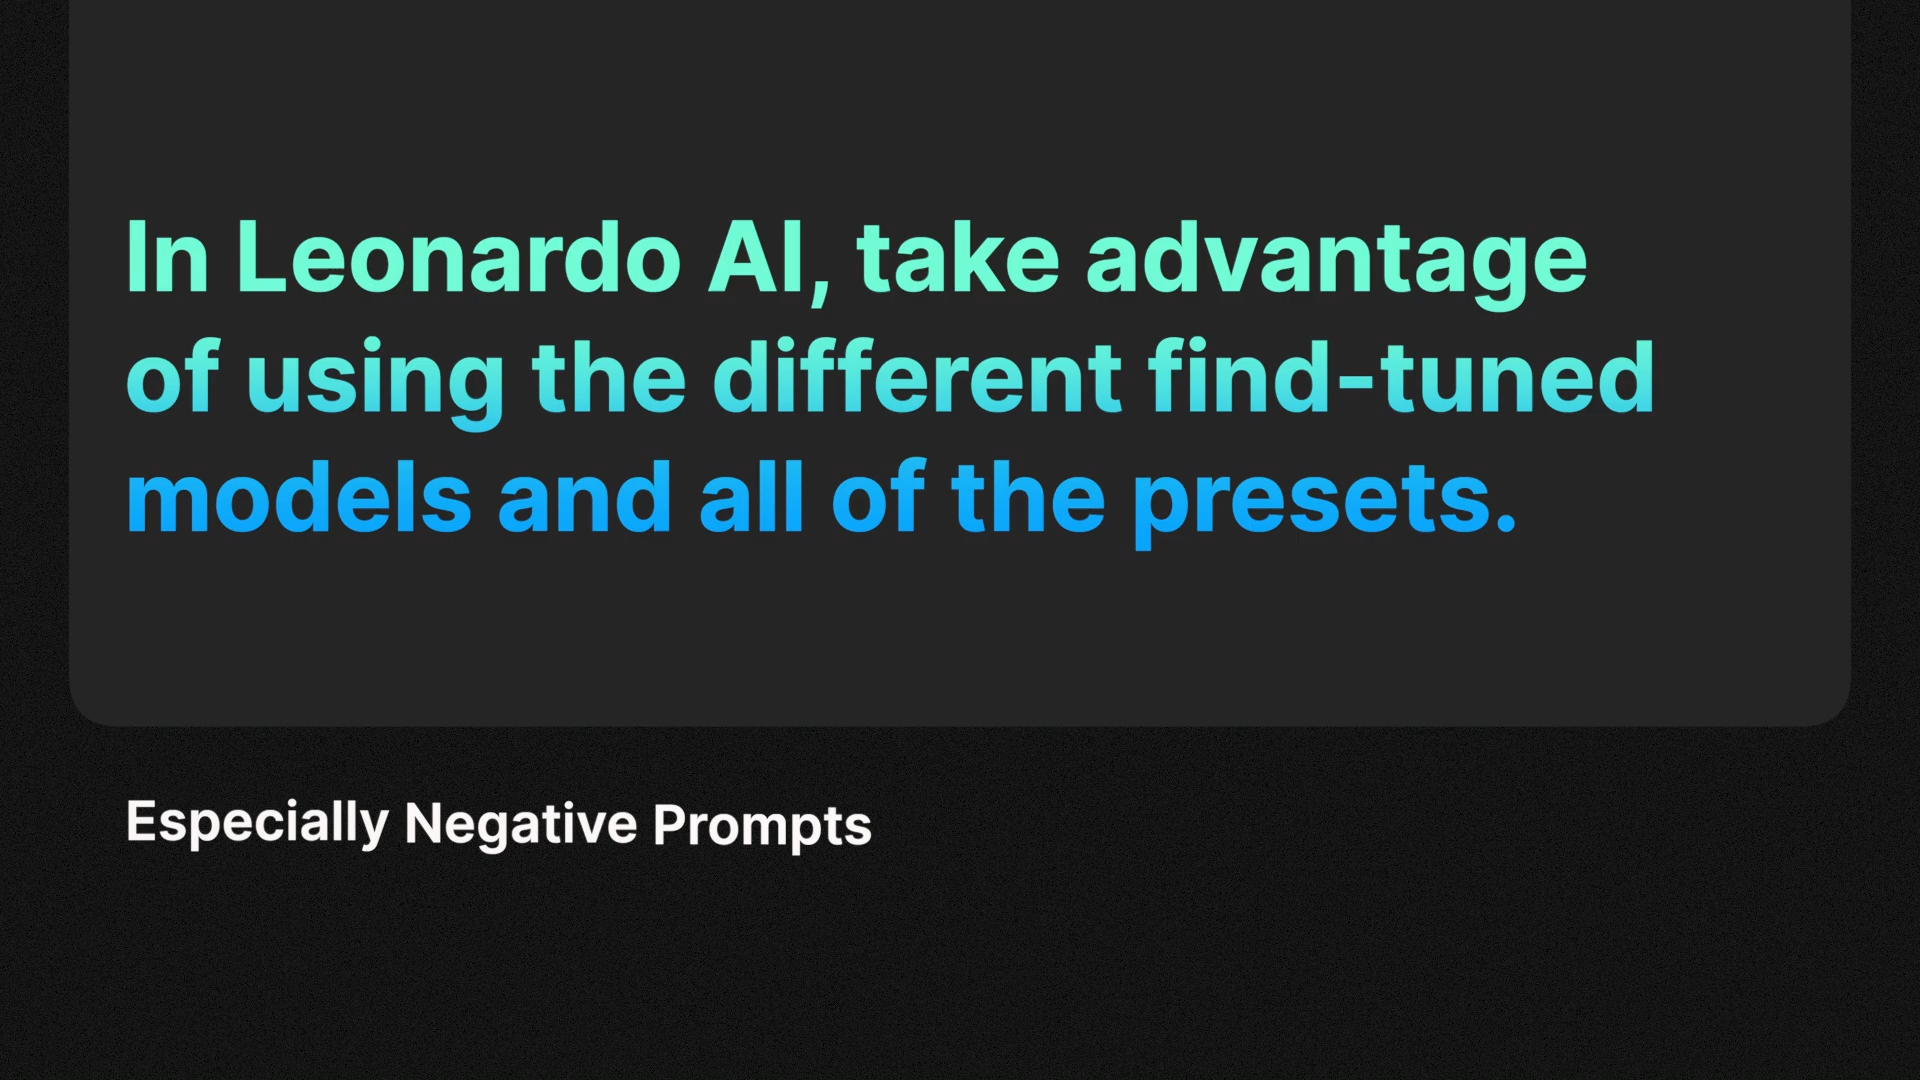 In Leonardo AI, take advantage
of using the different find-tuned
models and all of the presets.
Especially Negative Prompts